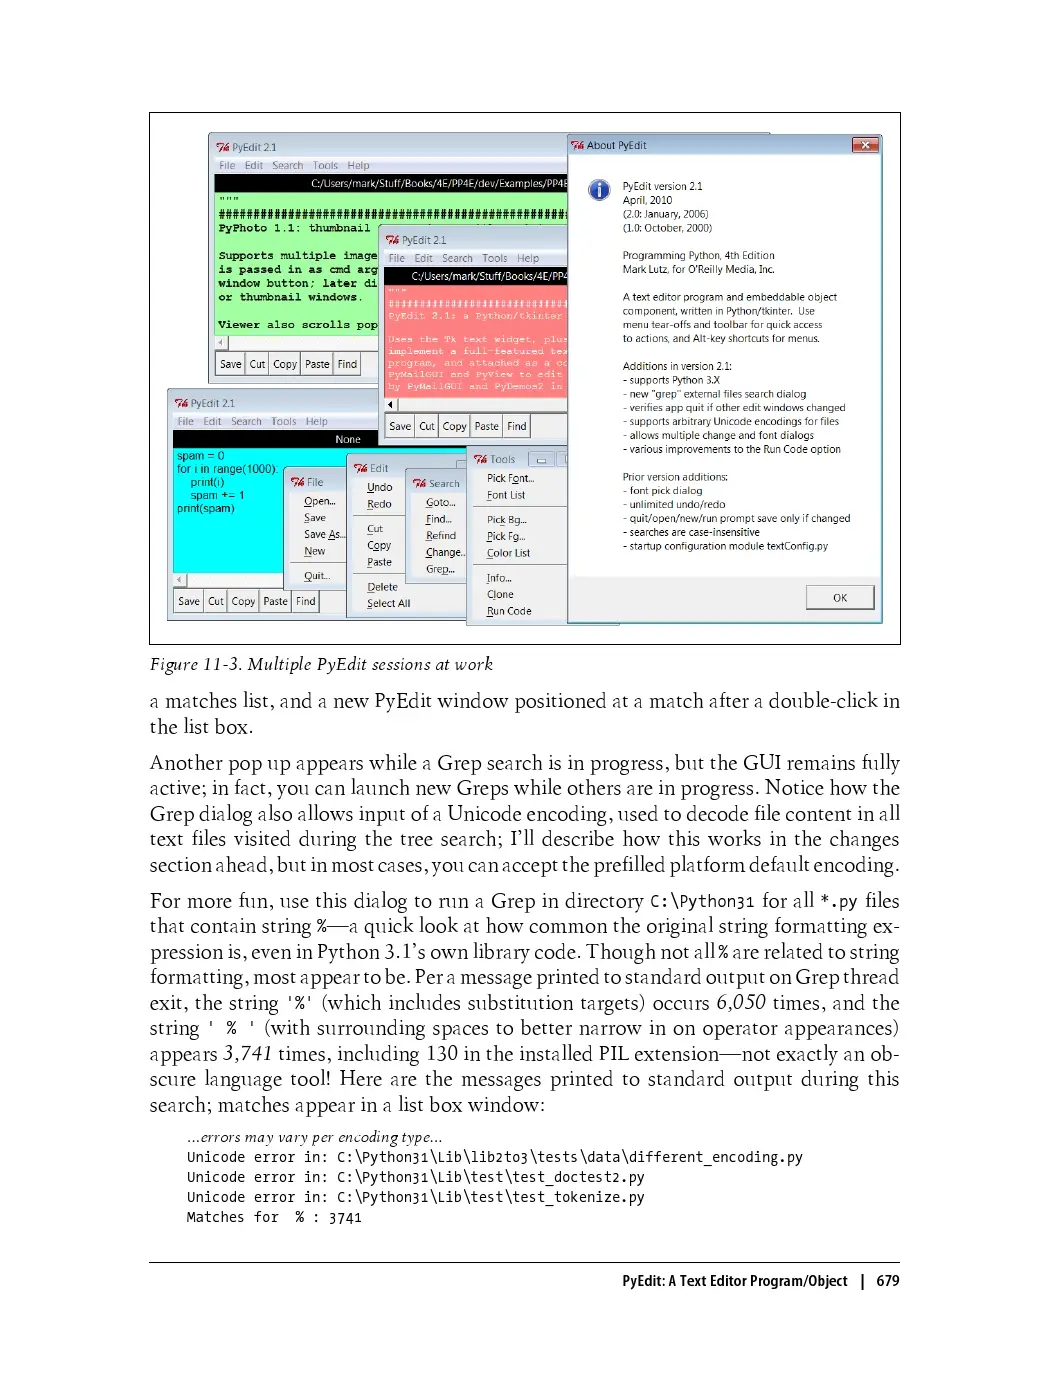 PyEdit 2.1
File Edit Search Tools Help
C:/Users/mark/Stuff/Books/4E/PP4E/dev/Examples/PP4E
"""
##################################################
PyPhoto 1.1: thumbnail
Supports multiple image
is passed in as cmd arg
window button; later di
or thumbnail windows.
Viewer also scrolls pop
Save Cut Copy Paste Find
PyEdit 2.1
File Edit Search Tools Help
C:/Users/mark/Stuff/Books/4E/PP4
"""
##############################
PyEdit 2.1: a Python/tkinter
Uses the Tk text widget, plus
implement a full-featured tex
program, and attached as a co
PyMailGUI and PyView to edit
by PyMailGUI and PyDemos2 in
Save Cut Copy Paste Find
PyEdit 2.1
File Edit Search Tools Help
None
spam = 0
for i in range(1000):
print(i)
spam += 1
print(spam)
Save Cut Copy Paste Find
File
Open...
Save
Save As...
New
Quit...
Edit
Undo
Redo
Cut
Copy
Paste
Delete
Select All
Search
Goto...
Find...
Refind
Change...
Grep...
Tools
Pick Font...
Font List
Pick Bg...
Pick Fg...
Color List
Info...
Clone
Run Code
About PyEdit
PyEdit version 2.1
April, 2010
(2.0: January, 2006)
(1.0: October, 2000)
Programming Python, 4th Edition
Mark Lutz, for O'Reilly Media, Inc.
A text editor program and embeddable object
component, written in Python/tkinter. Use
menu tear-offs and toolbar for quick access
to actions, and Alt-key shortcuts for menus.
Additions in version 2.1:
- supports Python 3.X
- new "grep" external files search dialog
- verifies app quit if other edit windows changed
- supports arbitrary Unicode encodings for files
- allows multiple change and font dialogs
- various improvements to the Run Code option
Prior version additions:
- font pick dialog
- unlimited undo/redo
- quit/open/new/run prompt save only if changed
- searches are case-insensitive
- startup configuration module textConfig.py
OK
Figure 11-3. Multiple PyEdit sessions at work
a matches list, and a new PyEdit window positioned at a match after a double-click in
the list box.
Another pop up appears while a Grep search is in progress, but the GUI remains fully
active; in fact, you can launch new Greps while others are in progress. Notice how the
Grep dialog also allows input of a Unicode encoding, used to decode file content in all
text files visited during the tree search; I'll describe how this works in the changes
section ahead, but in most cases, you can accept the prefilled platform default encoding.
For more fun, use this dialog to run a Grep in directory C:\Python31 for all *.py files
that contain string %—a quick look at how common the original string formatting ex-
pression is, even in Python 3.1's own library code. Though not all % are related to string
formatting, most appear to be. Per a message printed to standard output on Grep thread
exit, the string '%' (which includes substitution targets) occurs 6,050 times, and the
string ' % ' (with surrounding spaces to better narrow in on operator appearances)
appears 3,741 times, including 130 in the installed PIL extension—not exactly an ob-
scure language tool! Here are the messages printed to standard output during this
search; matches appear in a list box window:
...errors may vary per encoding type...
Unicode error in: C:\Python31\Lib\lib2to3\tests\data\different_encoding.py
Unicode error in: C:\Python31\Lib\test\test_doctest2.py
Unicode error in: C:\Python31\Lib\test\test_tokenize.py
Matches for  % : 3741
PyEdit: A Text Editor Program/Object | 679